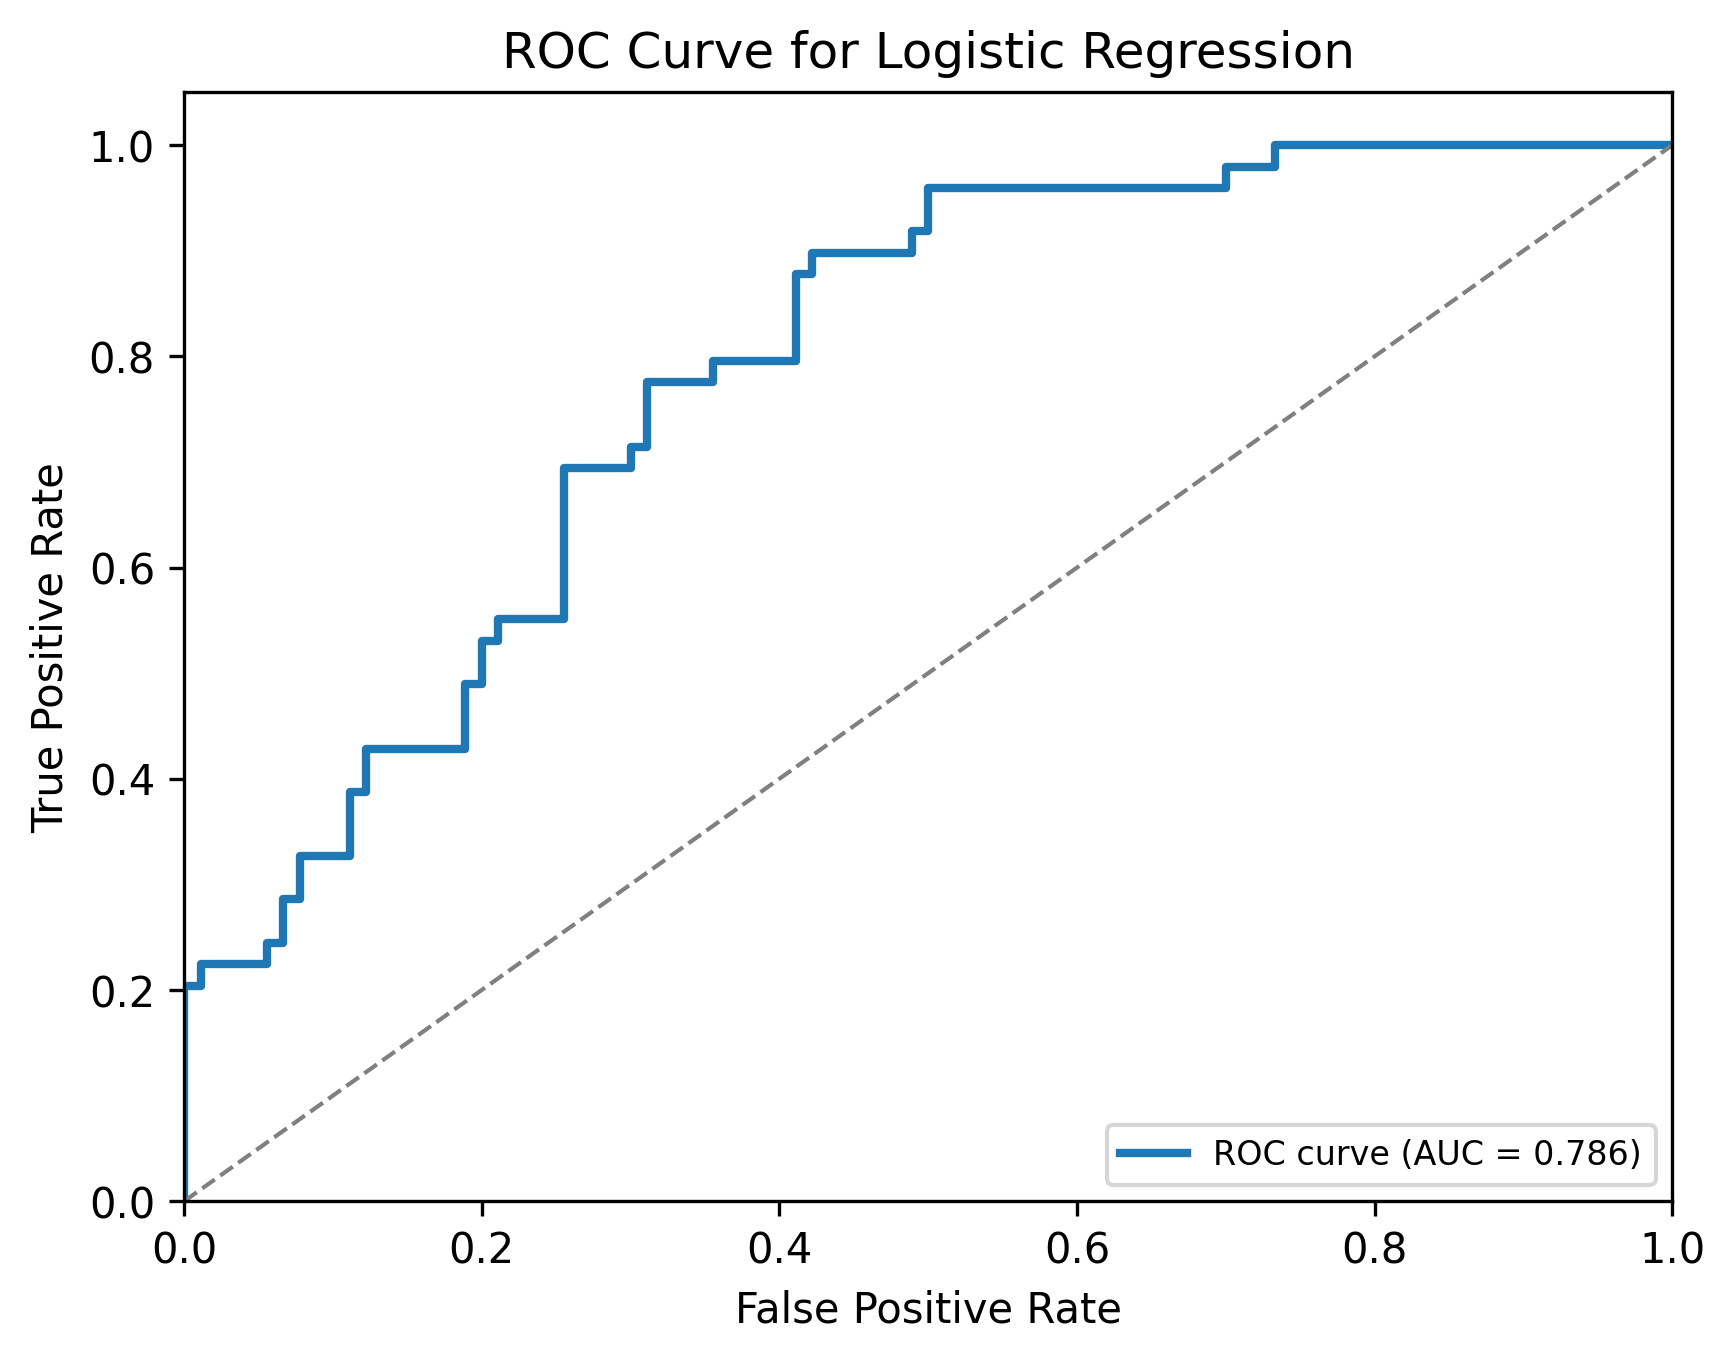 ROC Curve for Logistic Regression
True Positive Rate
1.0
0.8
0.6
0.4
0.2
0.0
ROC curve (AUC = 0.786)
0.0 0.2 0.4 0.6 0.8 1.0
False Positive Rate